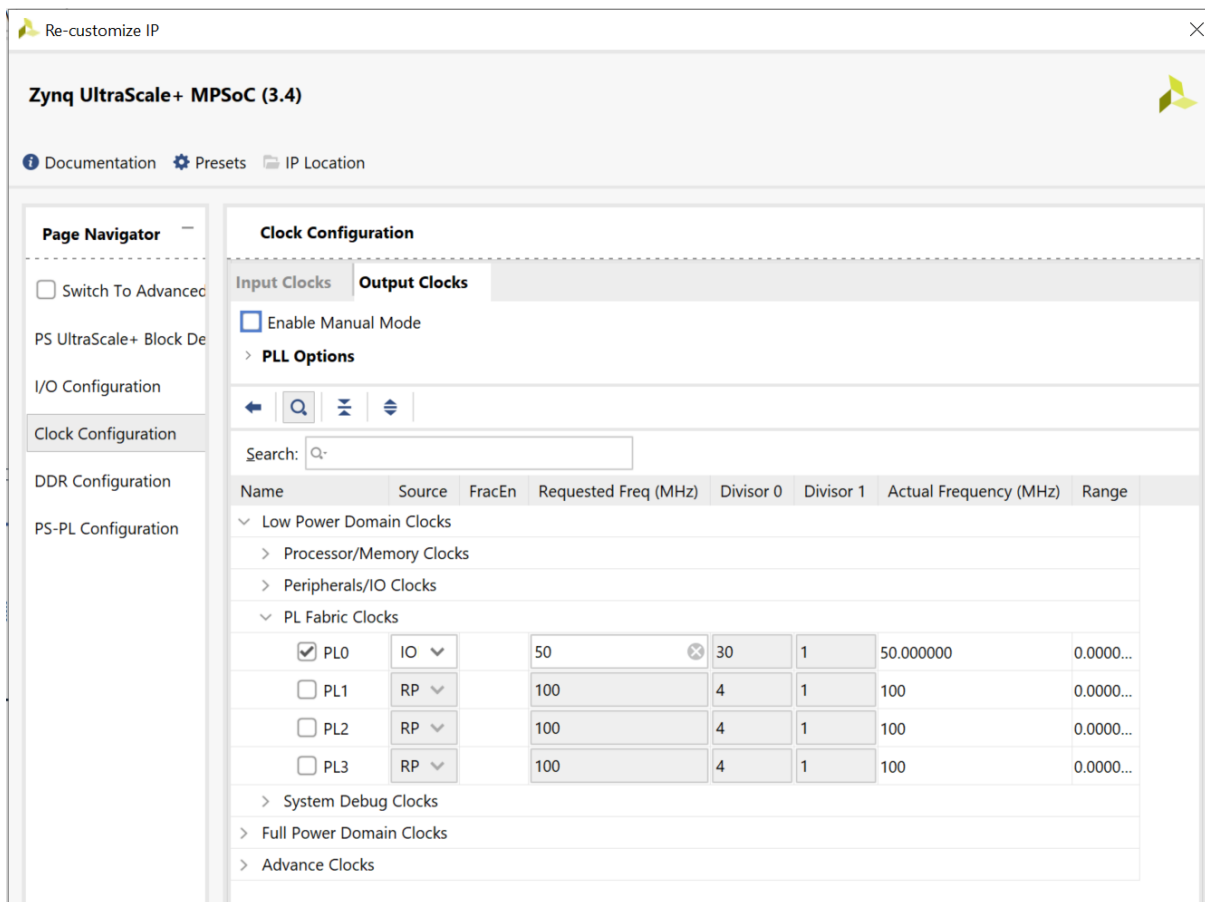 Re-customize IP
Zynq UltraScale+ MPSoC (3.4)
Documentation Presets IP Location
Page Navigator
Switch To Advanced
PS UltraScale+ Block De
I/O Configuration
Clock Configuration
DDR Configuration
PS-PL Configuration
Clock Configuration
Input Clocks Output Clocks
Enable Manual Mode
PLL Options
Search:
Name Source FracEn Requested Freq (MHz) Divisor 0 Divisor 1 Actual Frequency (MHz) Range
Low Power Domain Clocks
Processor/Memory Clocks
Peripherals/IO Clocks
PL Fabric Clocks
PL0 IO 50 30 1 50.000000 0.0000...
PL1 RP 100 4 1 100 0.0000...
PL2 RP 100 4 1 100 0.0000...
PL3 RP 100 4 1 100 0.0000...
System Debug Clocks
Full Power Domain Clocks
Advance Clocks